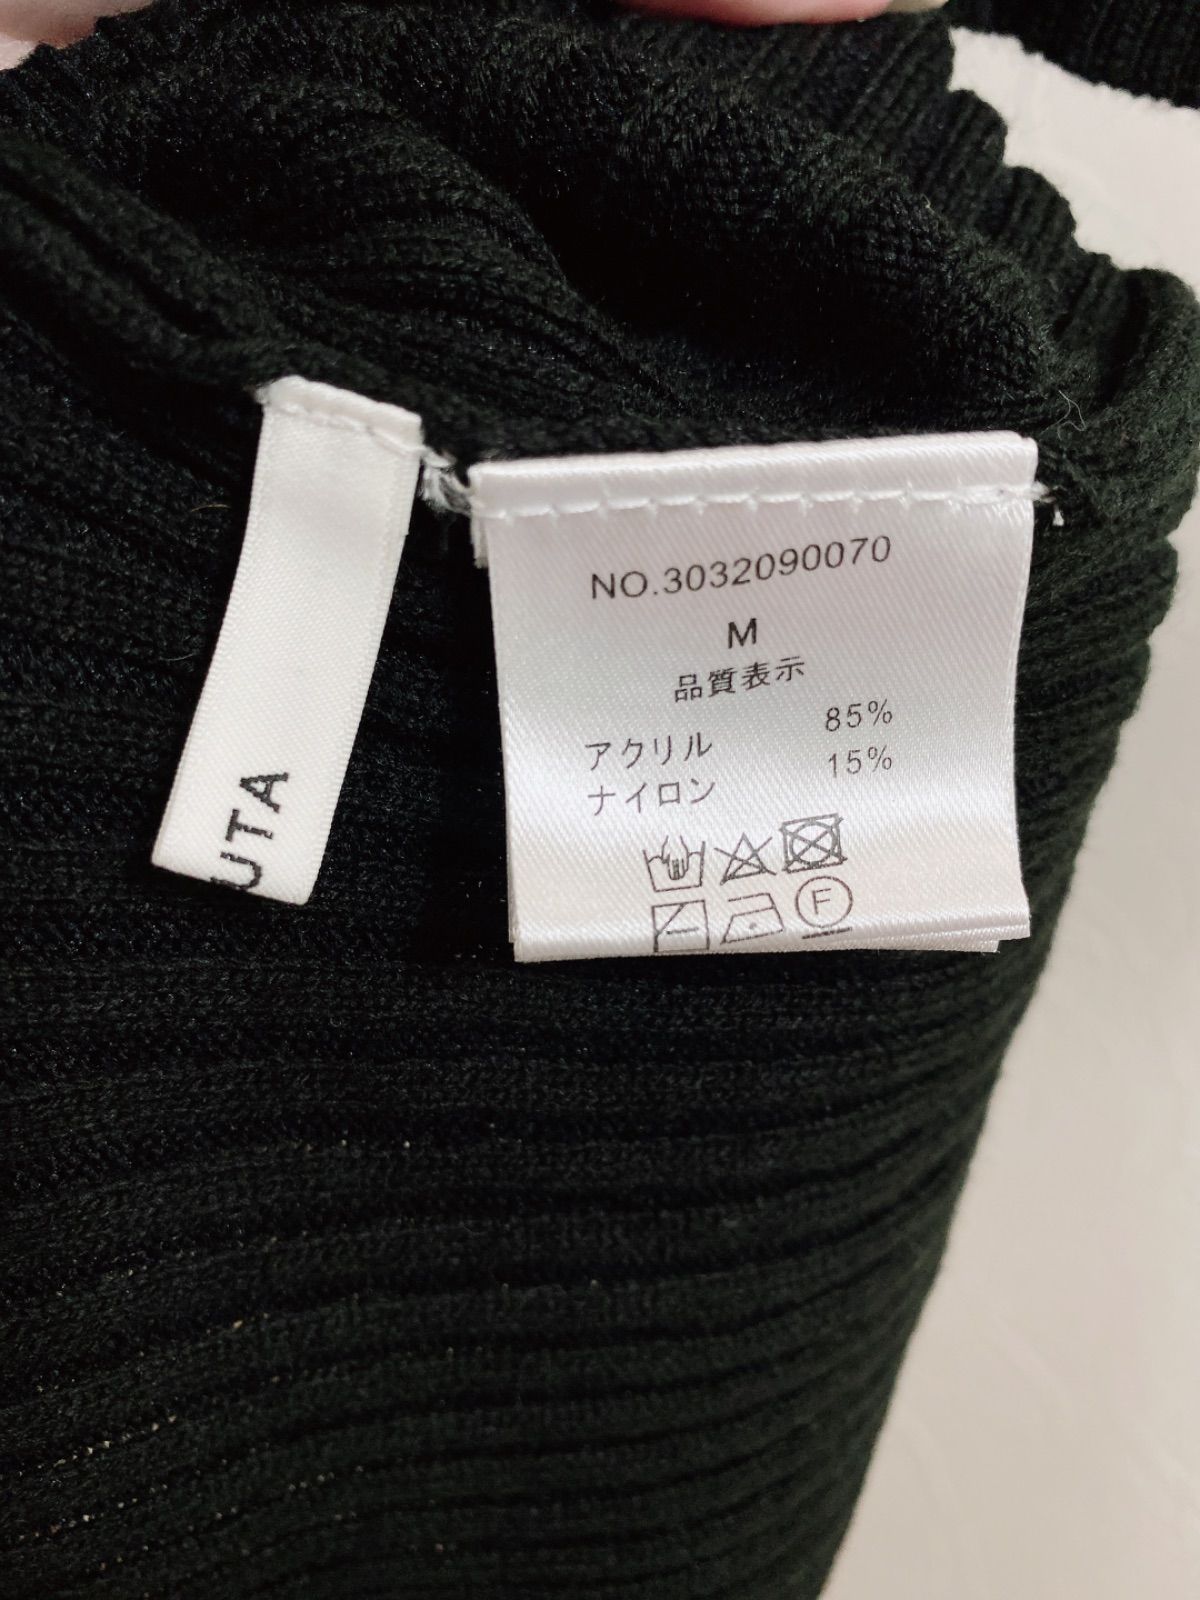 UTA
NO.3032090070
M
品質表示
アクリル 85%
ナイロン 15%
F